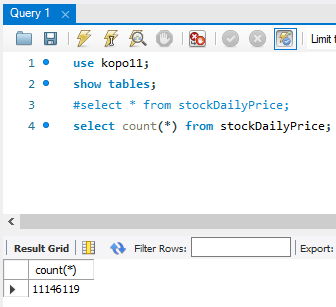 Query 1
Limit t
1 use kopo11;
2 show tables;
3 #select * from stockDailyPrice;
4 select count(*) from stockDailyPrice;
Result Grid Filter Rows: Export:
count(*)
11146119